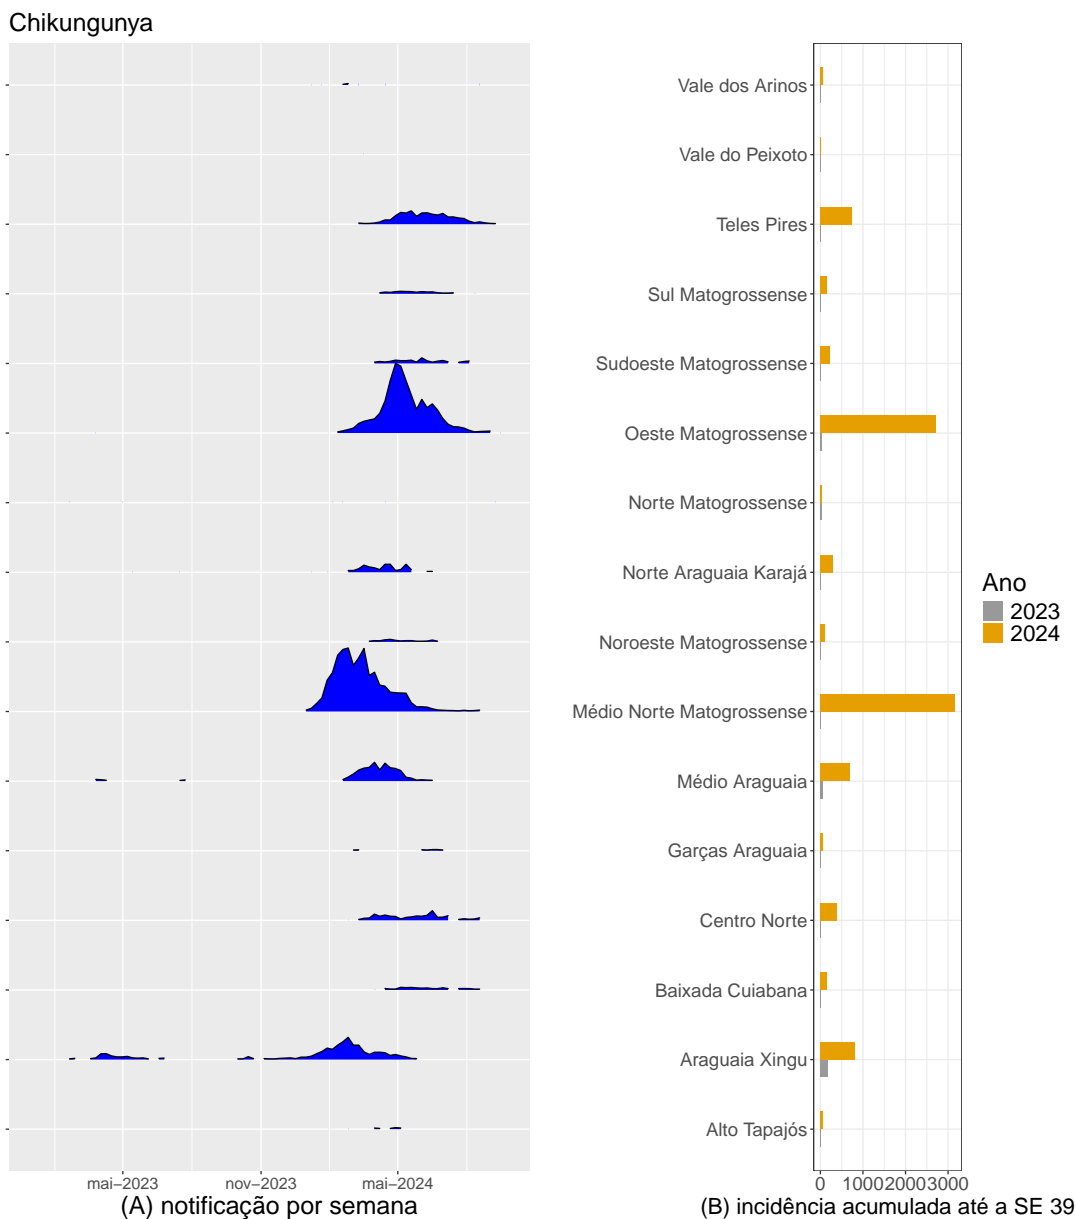 Chikungunya
Vale dos Arinos
Vale do Peixoto
Teles Pires
Sul Matogrossense
Sudoeste Matogrossense
Oeste Matogrossense
Norte Matogrossense
Norte Araguaia Karajá
Noroeste Matogrossense
Médio Norte Matogrossense
Médio Araguaia
Garças Araguaia
Centro Norte
Baixada Cuiabana
Araguaia Xingu
Alto Tapajós
Ano
2023
2024
mai−2023 nov−2023 mai−2024
(A) notificação por semana
0 1000 2000 3000
(B) incidência acumulada até a SE 39